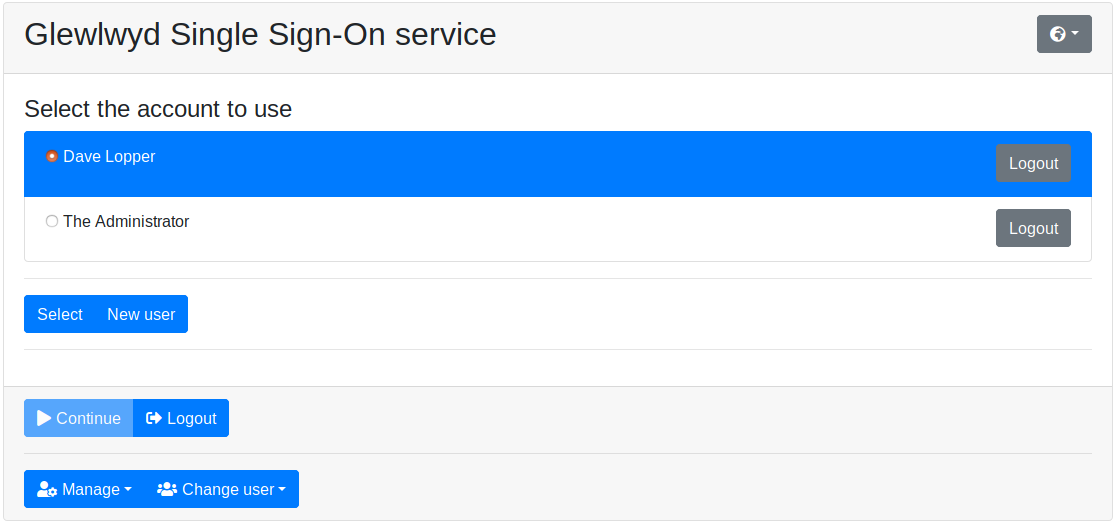 Glewlwyd Single Sign-On service
Select the account to use
Dave Lopper
Logout
The Administrator
Logout
Select New user
Continue Logout
Manage Change user